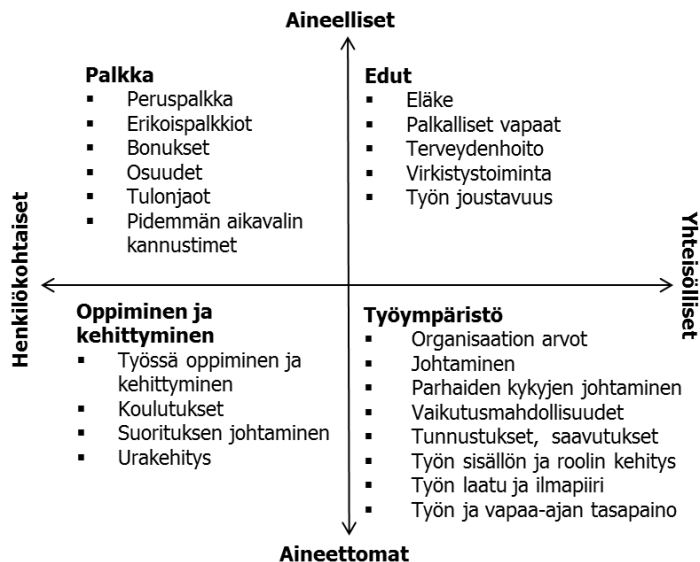 Aineelliset
Palkka
▪ Peruspalkka
▪ Erikoispalkkiot
▪ Bonukset
▪ Osuudet
▪ Tulonjaot
▪ Pidemmän aikavalin
kannustimet
Edut
▪ Eläke
▪ Palkalliset vapaat
▪ Terveydenhoito
▪ Virkistystoiminta
▪ Työn joustavuus
Henkilökohtaiset
Yhteisölliset
Oppiminen ja
kehittyminen
▪ Työssä oppiminen ja
kehittyminen
▪ Koulutukset
▪ Suorituksen johtaminen
▪ Urakehitys
Työympäristö
▪ Organisaation arvot
▪ Johtaminen
▪ Parhaiden kykyjen johtaminen
▪ Vaikutusmahdollisuudet
▪ Tunnustukset, saavutukset
▪ Työn sisällön ja roolin kehitys
▪ Työn laatu ja ilmapiiri
▪ Työn ja vapaa-ajan tasapaino
Aineettomat